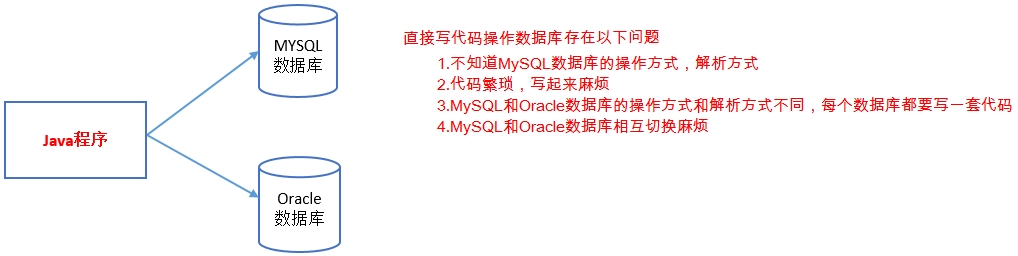 MYSQL
数据库
Java程序
Oracle
数据库
直接写代码操作数据库存在以下问题
1.不知道MySQL数据库的操作方式，解析方式
2.代码繁琐，写起来麻烦
3.MySQL和Oracle数据库的操作方式和解析方式不同，每个数据库都要写一套代码
4.MySQL和Oracle数据库相互切换麻烦